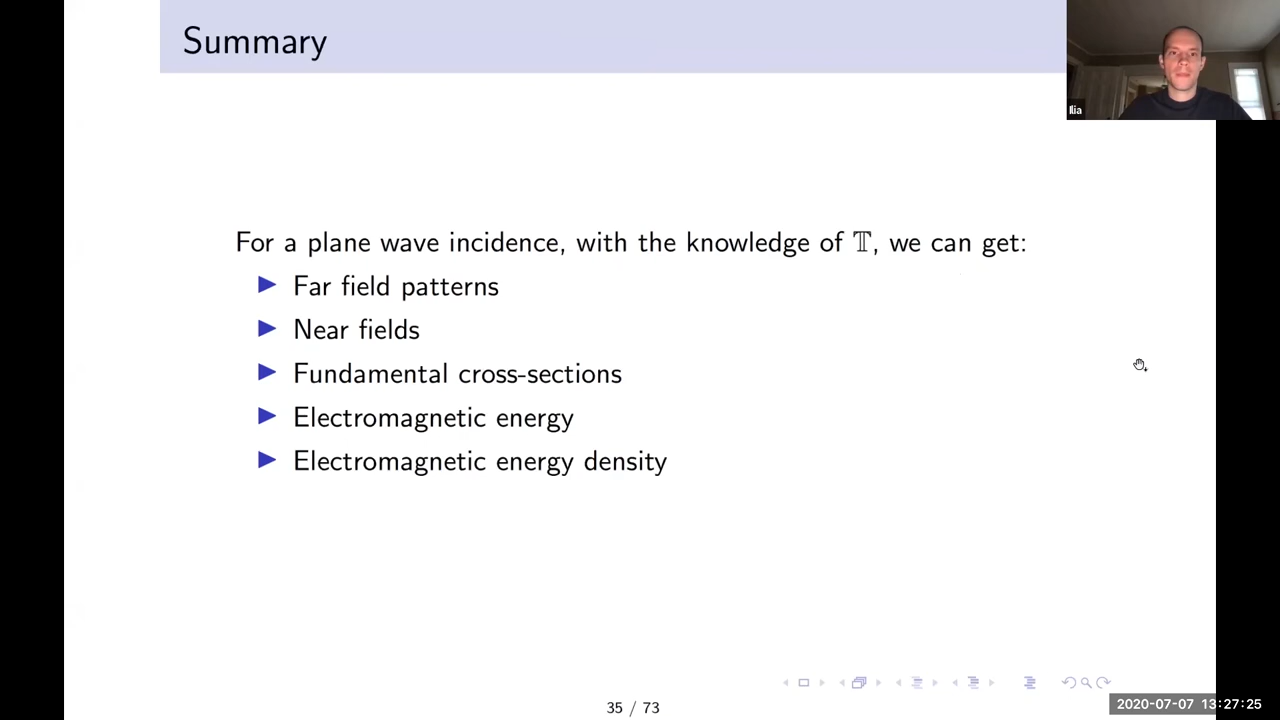 Summary
Ilia
For a plane wave incidence, with the knowledge of 𝕋, we can get:
Far field patterns
Near fields
Fundamental cross-sections
Electromagnetic energy
Electromagnetic energy density
35 / 73
2020-07-07 13:27:25